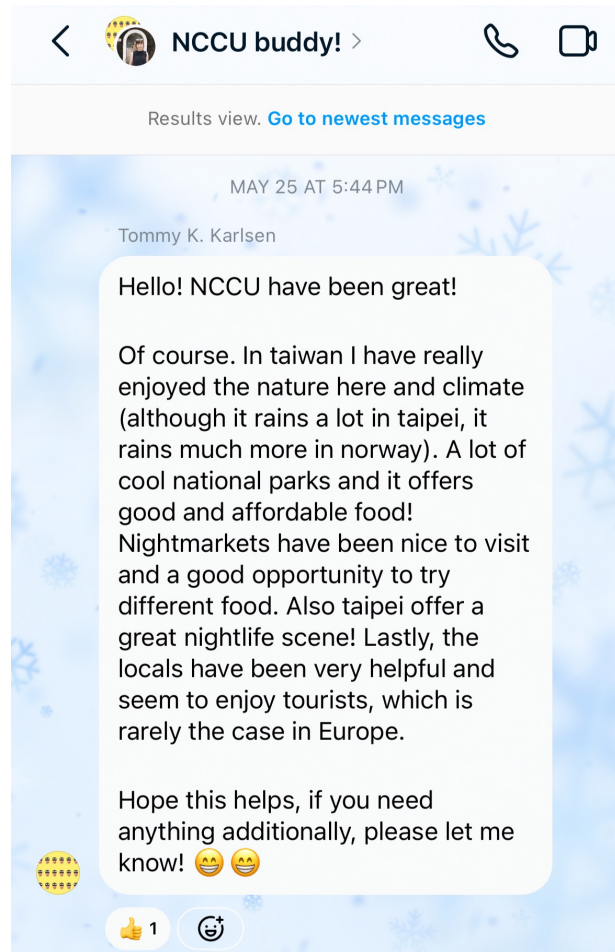 NCCU buddy!
Results view. Go to newest messages
MAY 25 AT 5:44 PM
Tommy K. Karlsen
Hello! NCCU have been great!
Of course. In taiwan I have really
enjoyed the nature here and climate
(although it rains a lot in taipei, it
rains much more in norway). A lot of
cool national parks and it offers
good and affordable food!
Nightmarkets have been nice to visit
and a good opportunity to try
different food. Also taipei offer a
great nightlife scene! Lastly, the
locals have been very helpful and
seem to enjoy tourists, which is
rarely the case in Europe.
Hope this helps, if you need
anything additionally, please let me
know! 😁😁
👍 1